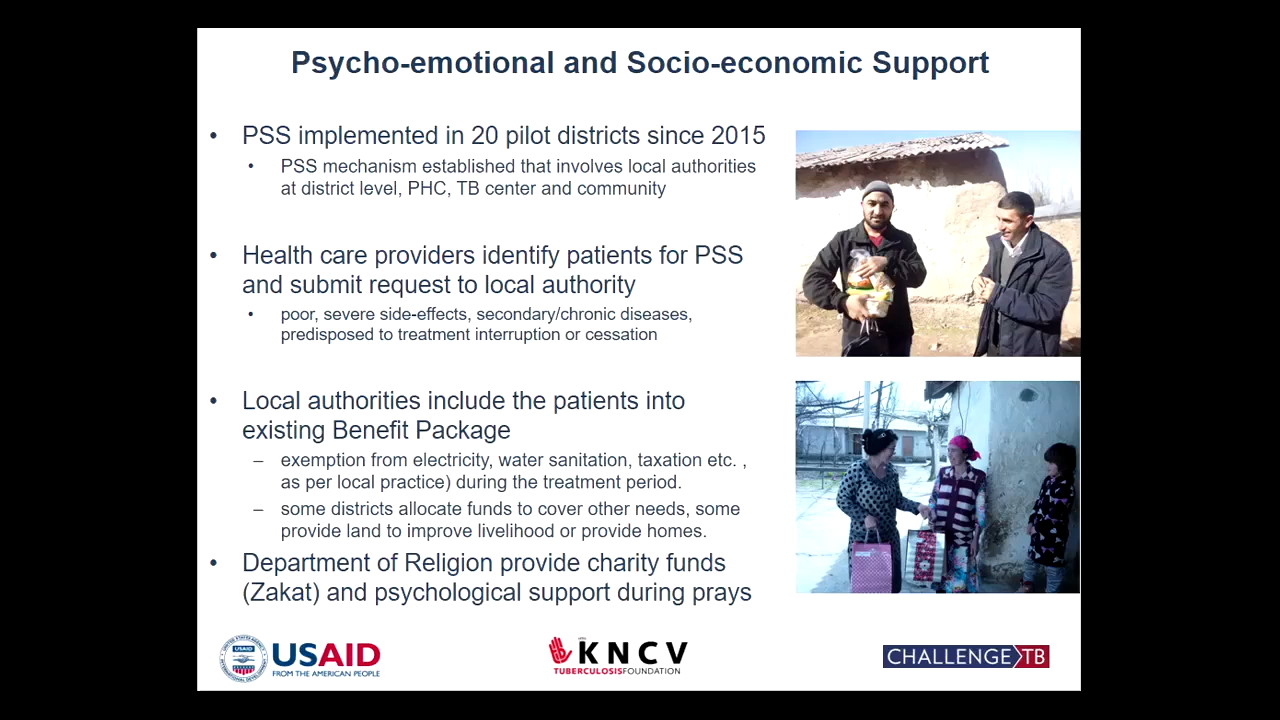 Psycho-emotional and Socio-economic Support
• PSS implemented in 20 pilot districts since 2015
• PSS mechanism established that involves local authorities
at district level, PHC, TB center and community
• Health care providers identify patients for PSS
and submit request to local authority
• poor, severe side-effects, secondary/chronic diseases,
predisposed to treatment interruption or cessation
• Local authorities include the patients into
existing Benefit Package
– exemption from electricity, water sanitation, taxation etc. ,
as per local practice) during the treatment period.
– some districts allocate funds to cover other needs, some
provide land to improve livelihood or provide homes.
• Department of Religion provide charity funds
(Zakat) and psychological support during prays
USAID
USAID
FROM THE AMERICAN PEOPLE
KNCV
TUBERCULOSISFOUNDATION
CHALLENGE TB